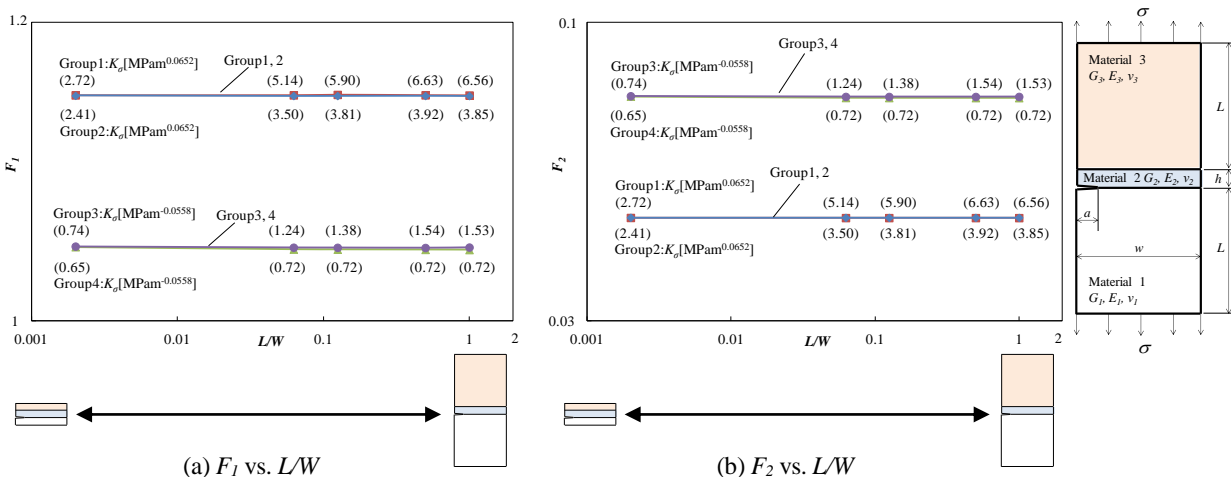 1.2
Group1:Kσ[MPam0.0652]
Group1, 2
(2.72) (5.14) (5.90) (6.63) (6.56)
(2.41) (3.50) (3.81) (3.92) (3.85)
Group2:Kσ[MPam0.0652]
F1
Group3:Kσ[MPam-0.0558]
Group3, 4
(0.74) (1.24) (1.38) (1.54) (1.53)
(0.65) (0.72) (0.72) (0.72) (0.72)
Group4:Kσ[MPam-0.0558]
1
0.001 0.01 L/W 0.1 1 2
(a) F1 vs. L/W
0.1
Group3, 4
Group3:Kσ[MPam-0.0558]
(0.74) (1.24) (1.38) (1.54) (1.53)
(0.65) (0.72) (0.72) (0.72) (0.72)
Group4:Kσ[MPam-0.0558]
F2
Group1, 2
Group1:Kσ[MPam0.0652]
(2.72) (5.14) (5.90) (6.63) (6.56)
(2.41) (3.50) (3.81) (3.92) (3.85)
Group2:Kσ[MPam0.0652]
0.03
0.001 0.01 L/W 0.1 1 2
(b) F2 vs. L/W
σ
Material 3
G3, E3, ν3
L
Material 2 G2, E2, ν2
h
a
L
w
Material 1
G1, E1, ν1
σ